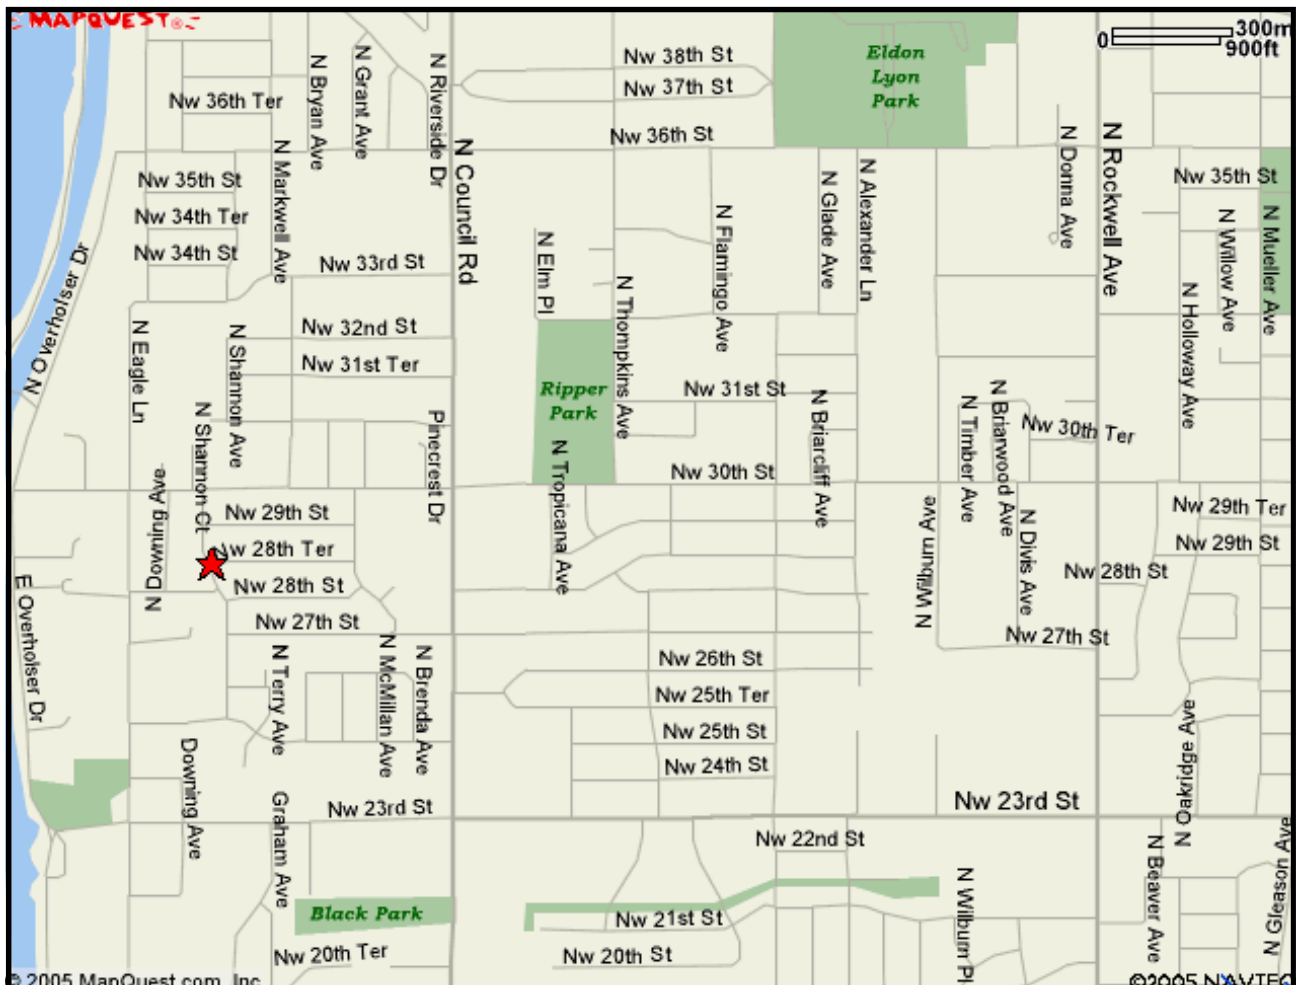 MAPQUEST®
300m
0
900ft
Nw 38th St
Eldon
Lyon
Park
Nw 37th St
Nw 36th Ter
N Bryan Ave
N Grant Ave
N Riverside Dr
Nw 36th St
N Markwell Ave
N Council Rd
N Donna Ave
N Rockwell Ave
Nw 35th St
Nw 35th St
Nw 34th Ter
Nw 34th St
N Overholser Dr
Nw 33rd St
N Elm Pl
N Thompkins Ave
N Flamingo Ave
N Glade Ave
N Alexander Ln
N Willow Ave
N Mueller Ave
N Holloway Ave
N Eagle Ln
N Shannon Ave
Nw 32nd St
Nw 31st Ter
Ripper
Park
Nw 31st St
N Shannon Ct
Pinecrest Dr
N Briarcliff Ave
N Timber Ave
N Briarwood Ave
Nw 30th Ter
N Tropicana Ave
Nw 30th St
N Downing Ave
Nw 29th St
N Wilburn Ave
N Divis Ave
Nw 29th Ter
Nw 28th Ter
Nw 29th St
Nw 28th St
Nw 28th St
E Overholser Dr
Nw 27th St
Nw 27th St
N Terry Ave
N McMillan Ave
N Brenda Ave
Nw 26th St
Nw 25th Ter
Nw 25th St
Nw 24th St
N Oakridge Ave
Downing Ave
Graham Ave
Nw 23rd St
Nw 23rd St
Nw 22nd St
N Beaver Ave
N Gleason Ave
Black Park
Nw 21st St
N Wilburn Pl
Nw 20th Ter
Nw 20th St
© 2005 MapQuest.com, Inc
©2005 NAVTEQ